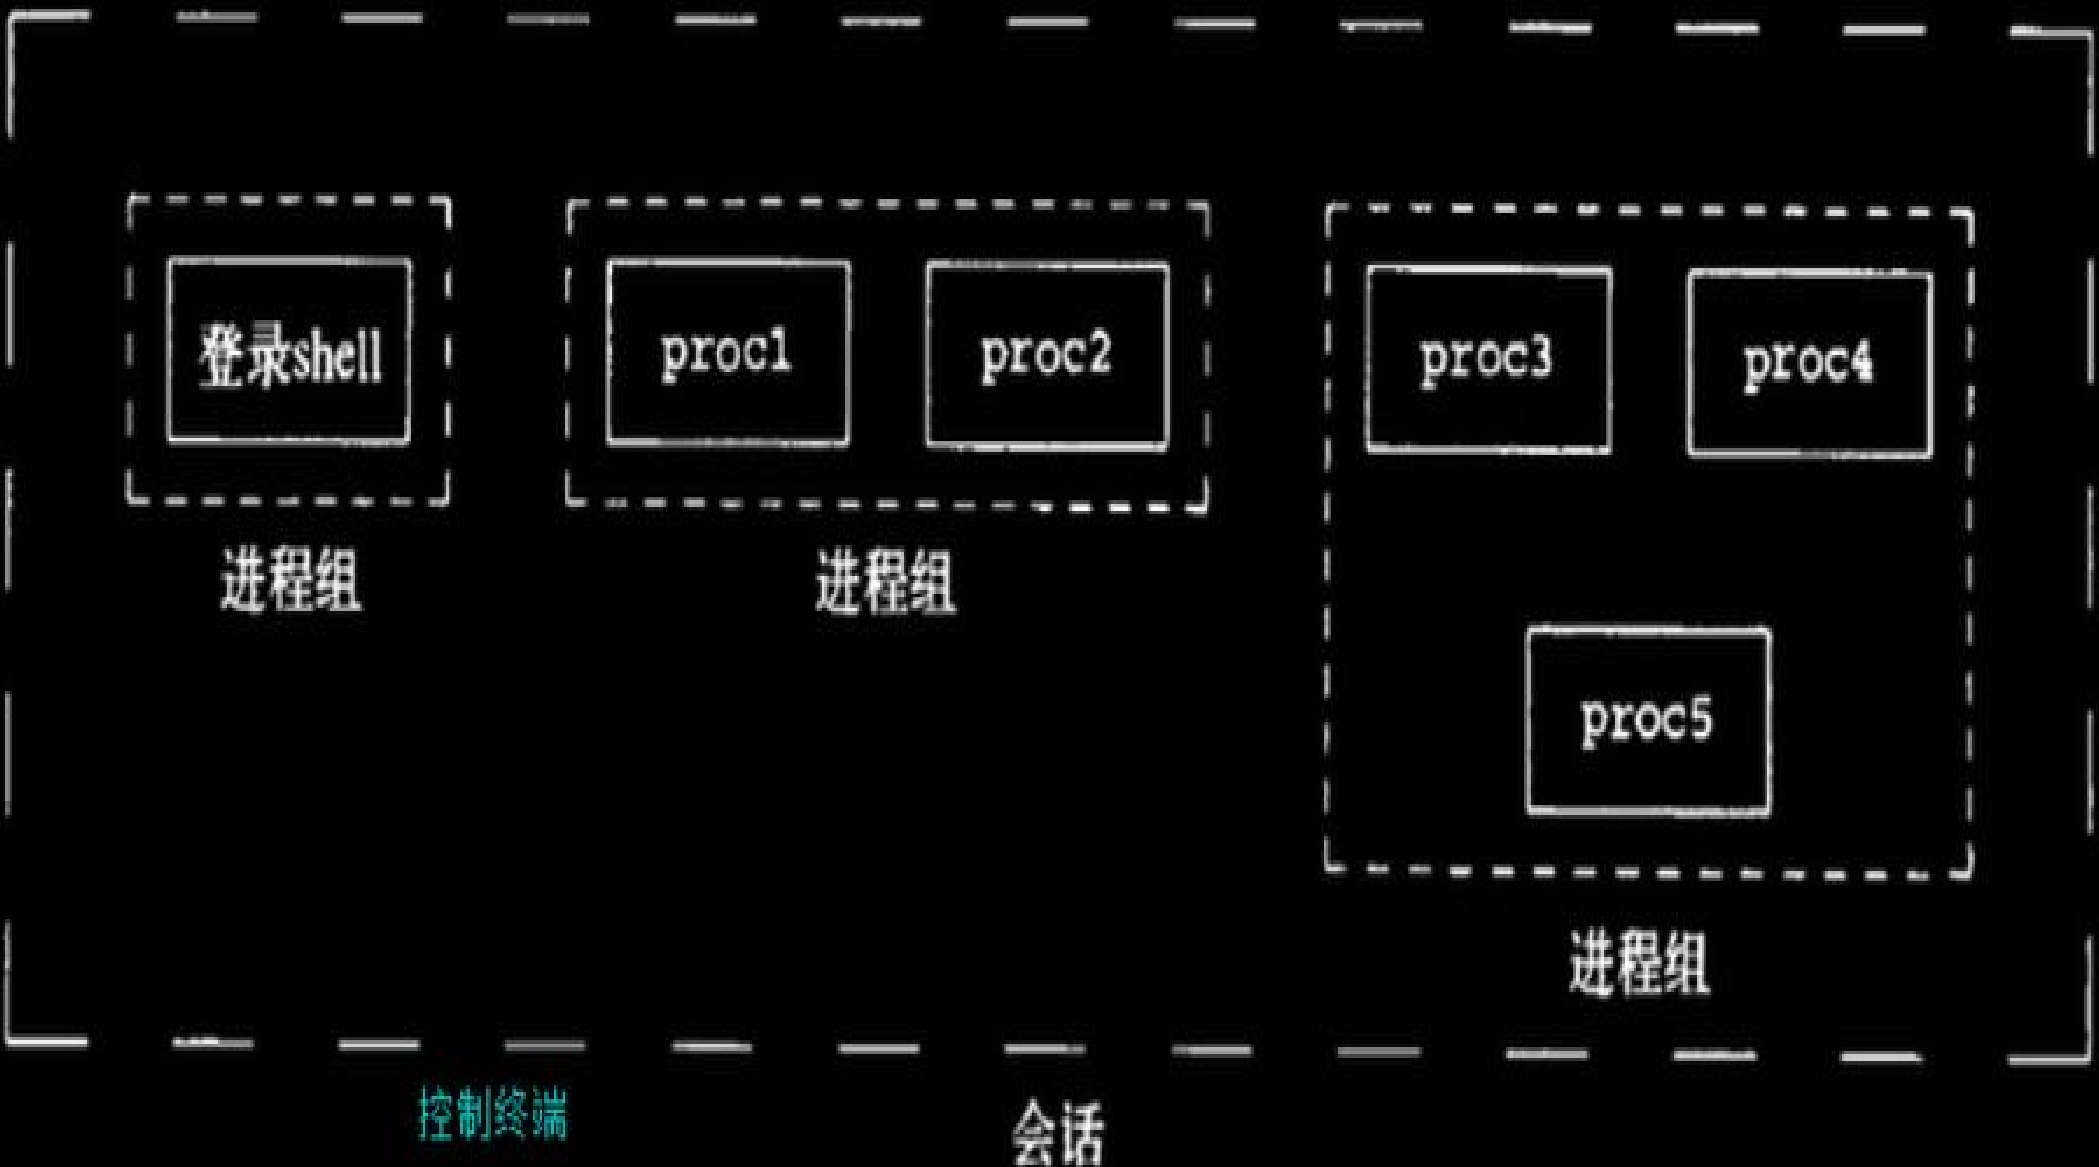 登录shell
proc1
proc2
proc3
proc4
进程组
进程组
proc5
进程组
控制终端
会话